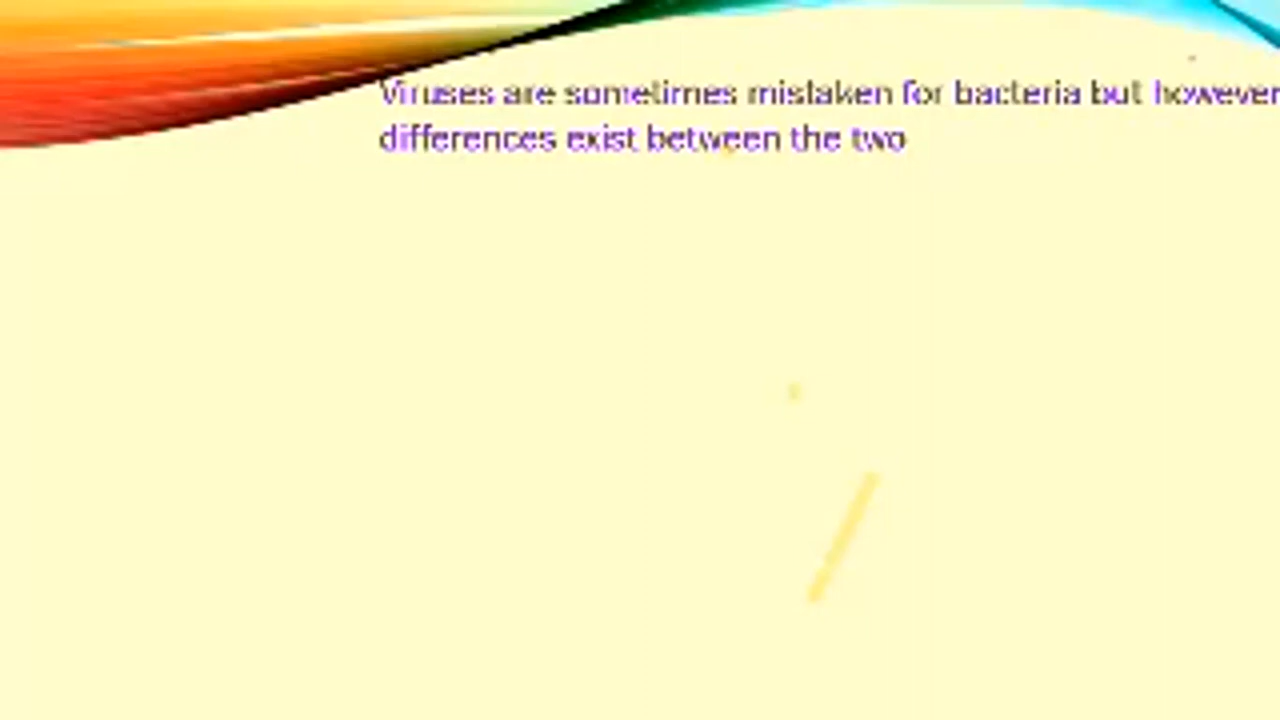 Viruses are sometimes mistaken for bacteria but however
differences exist between the two